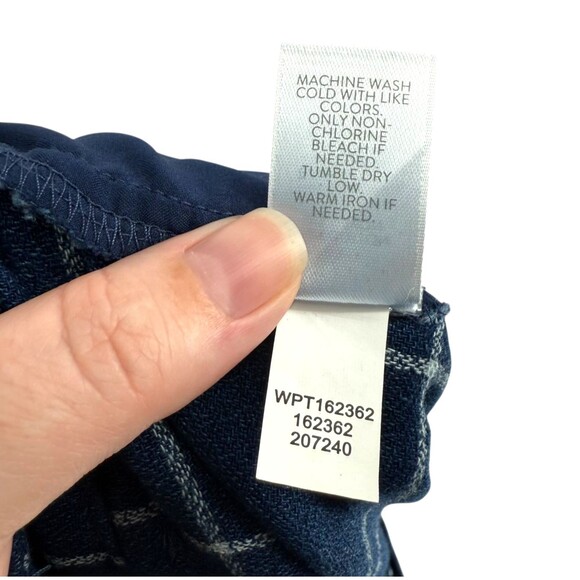 MACHINE WASH
COLD WITH LIKE
COLORS.
ONLY NON-
CHLORINE
BLEACH IF
NEEDED.
TUMBLE DRY
LOW.
WARM IRON IF
NEEDED.
WPT162362
162362
207240